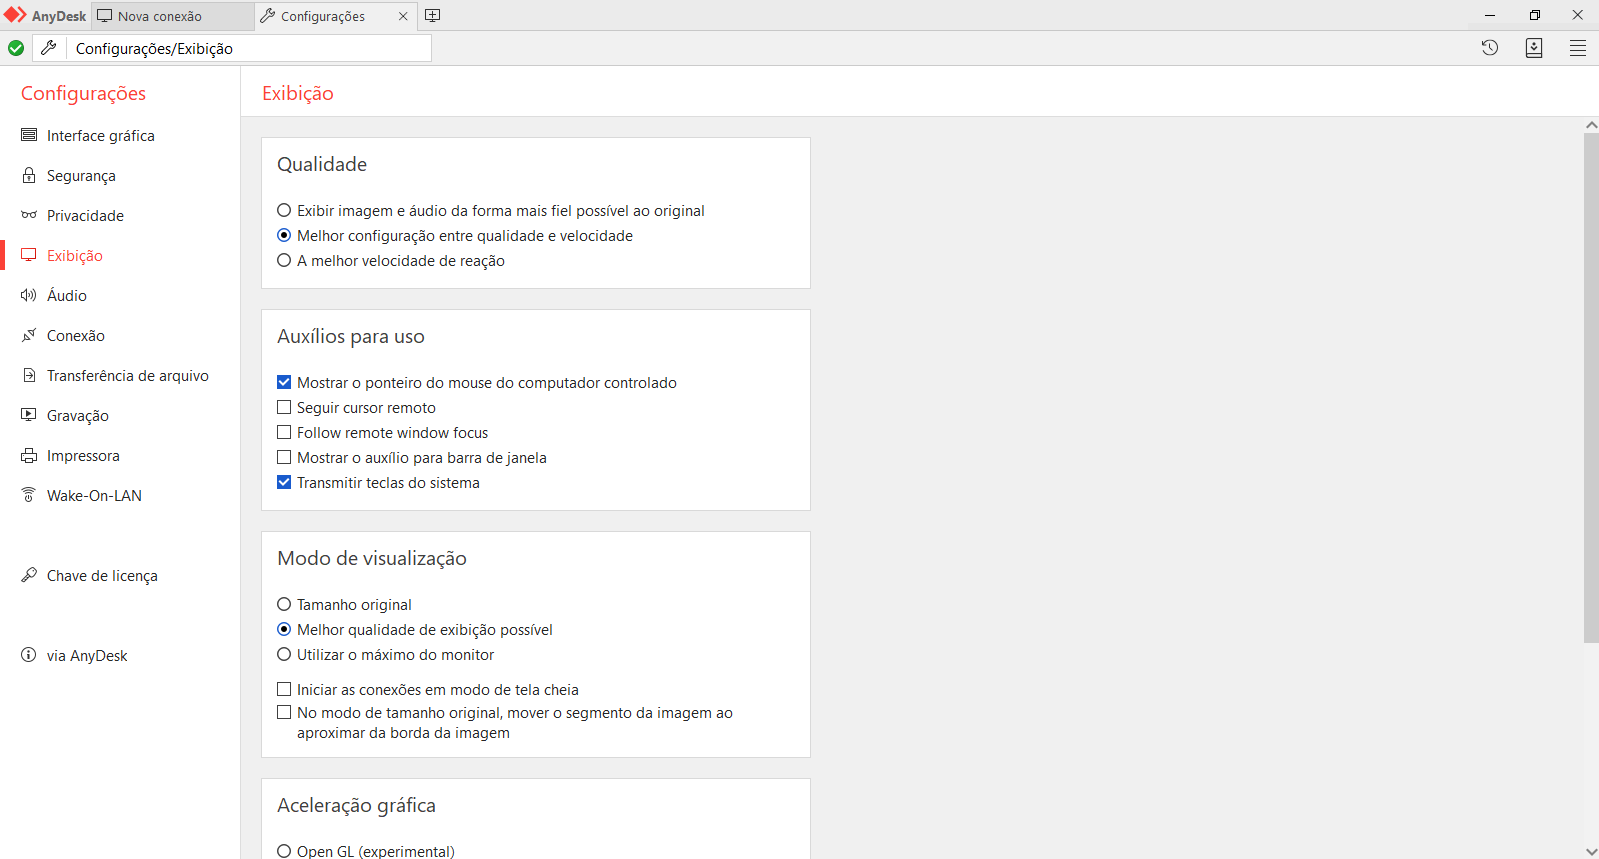 AnyDesk
Nova conexão
Configurações
Configurações/Exibição
Configurações
Interface gráfica
Segurança
Privacidade
Exibição
Áudio
Conexão
Transferência de arquivo
Gravação
Impressora
Wake-On-LAN
Chave de licença
via AnyDesk
Exibição
Qualidade
Exibir imagem e áudio da forma mais fiel possível ao original
Melhor configuração entre qualidade e velocidade
A melhor velocidade de reação
Auxílios para uso
Mostrar o ponteiro do mouse do computador controlado
Seguir cursor remoto
Follow remote window focus
Mostrar o auxílio para barra de janela
Transmitir teclas do sistema
Modo de visualização
Tamanho original
Melhor qualidade de exibição possível
Utilizar o máximo do monitor
Iniciar as conexões em modo de tela cheia
No modo de tamanho original, mover o segmento da imagem ao
aproximar da borda da imagem
Aceleração gráfica
Open GL (experimental)